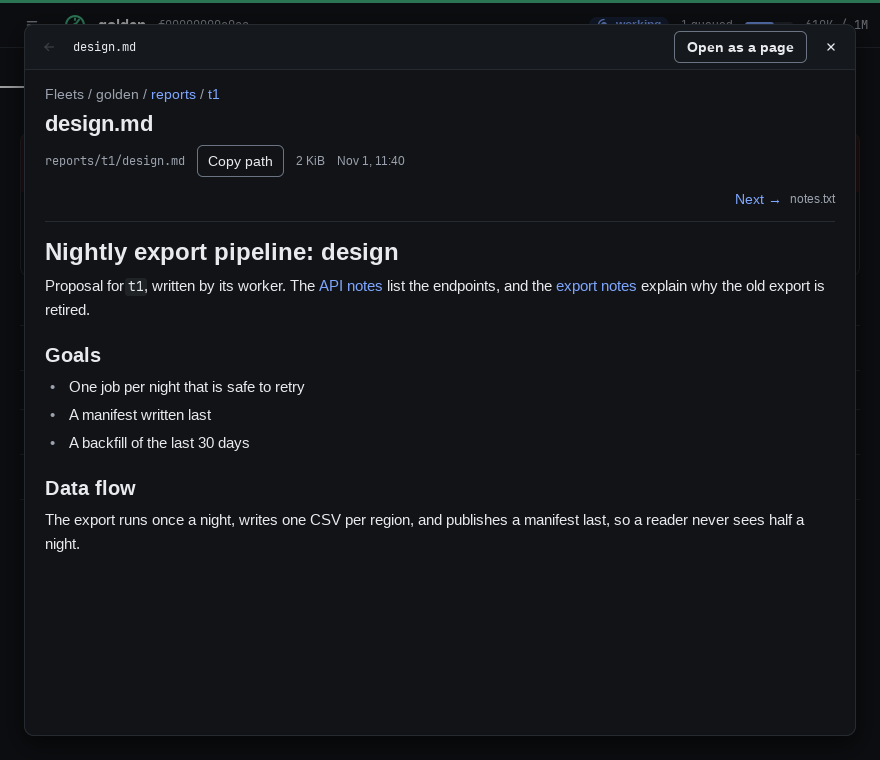 design.md
Open as a page
Fleets / golden / reports / t1
design.md
reports/t1/design.md Copy path 2 KiB Nov 1, 11:40
Next → notes.txt
Nightly export pipeline: design
Proposal for t1, written by its worker. The API notes list the endpoints, and the export notes explain why the old export is
retired.
Goals
• One job per night that is safe to retry
• A manifest written last
• A backfill of the last 30 days
Data flow
The export runs once a night, writes one CSV per region, and publishes a manifest last, so a reader never sees half a
night.